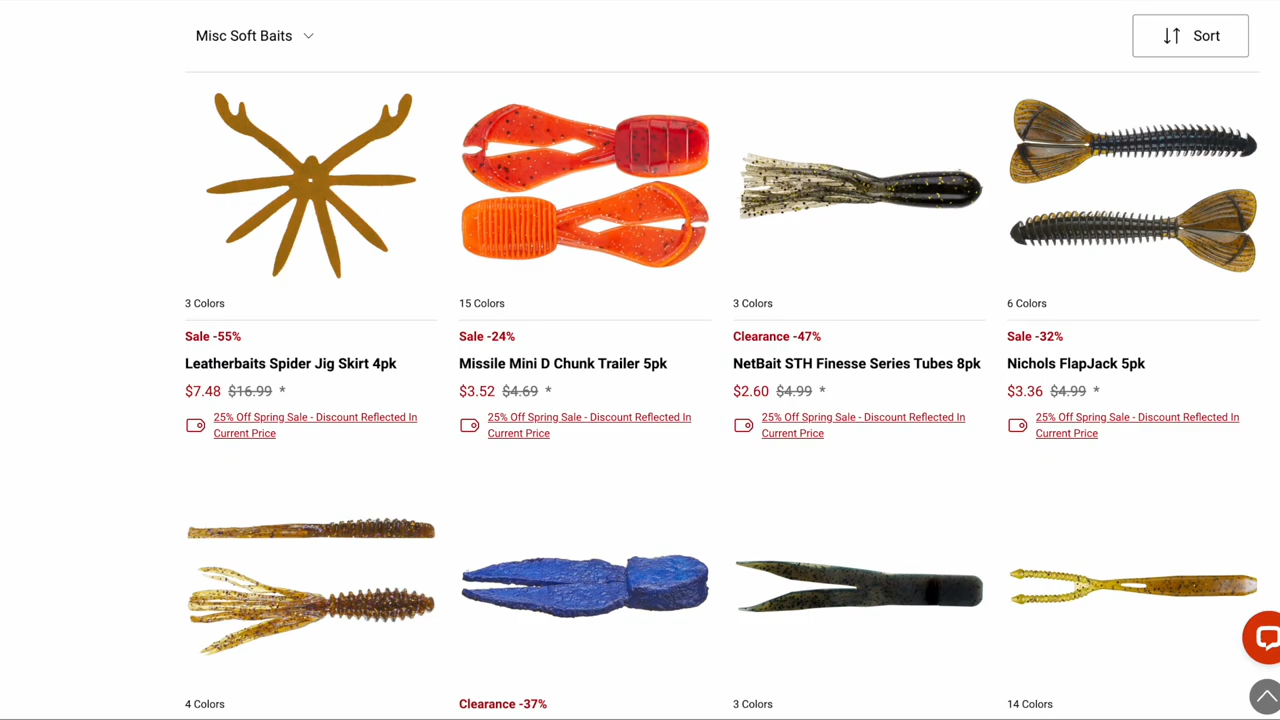 Misc Soft Baits
Sort
3 Colors
15 Colors
3 Colors
6 Colors
Sale -55%
Sale -24%
Clearance -47%
Sale -32%
Leatherbaits Spider Jig Skirt 4pk
Missile Mini D Chunk Trailer 5pk
NetBait STH Finesse Series Tubes 8pk
Nichols FlapJack 5pk
$7.48 $16.99 *
$3.52 $4.69 *
$2.60 $4.99 *
$3.36 $4.99 *
25% Off Spring Sale - Discount Reflected In
Current Price
25% Off Spring Sale - Discount Reflected In
Current Price
25% Off Spring Sale - Discount Reflected In
Current Price
25% Off Spring Sale - Discount Reflected In
Current Price
4 Colors
Clearance -37%
3 Colors
14 Colors